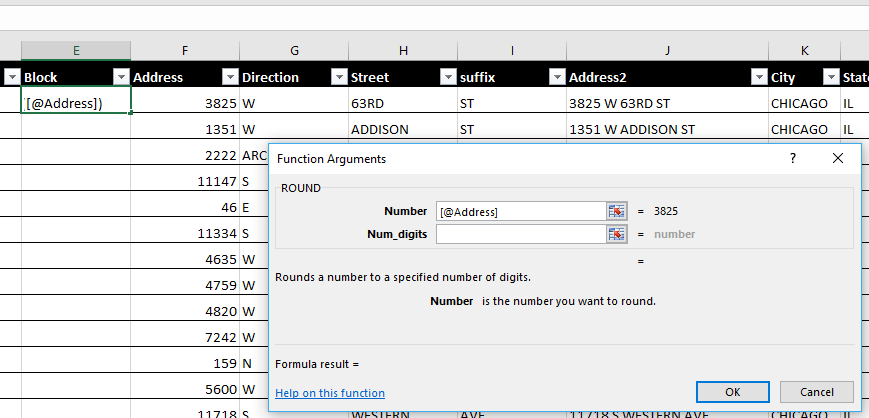 E F G H I J K
Block Address Direction Street suffix Address2 City State
[@Address]) 3825 W 63RD ST 3825 W 63RD ST CHICAGO IL
1351 W ADDISON ST 1351 W ADDISON ST CHICAGO IL
2222 ARC
11147 S
46 E
11334 S
4635 W
4759 W
4820 W
7242 W
159 N
5600 W
11718 S WESTERN AVE 11718 S WESTERN AVE CHICAGO IL
Function Arguments ?
ROUND
Number [@Address] = 3825
Num_digits = number
=
Rounds a number to a specified number of digits.
Number is the number you want to round.
Formula result =
Help on this function OK Cancel